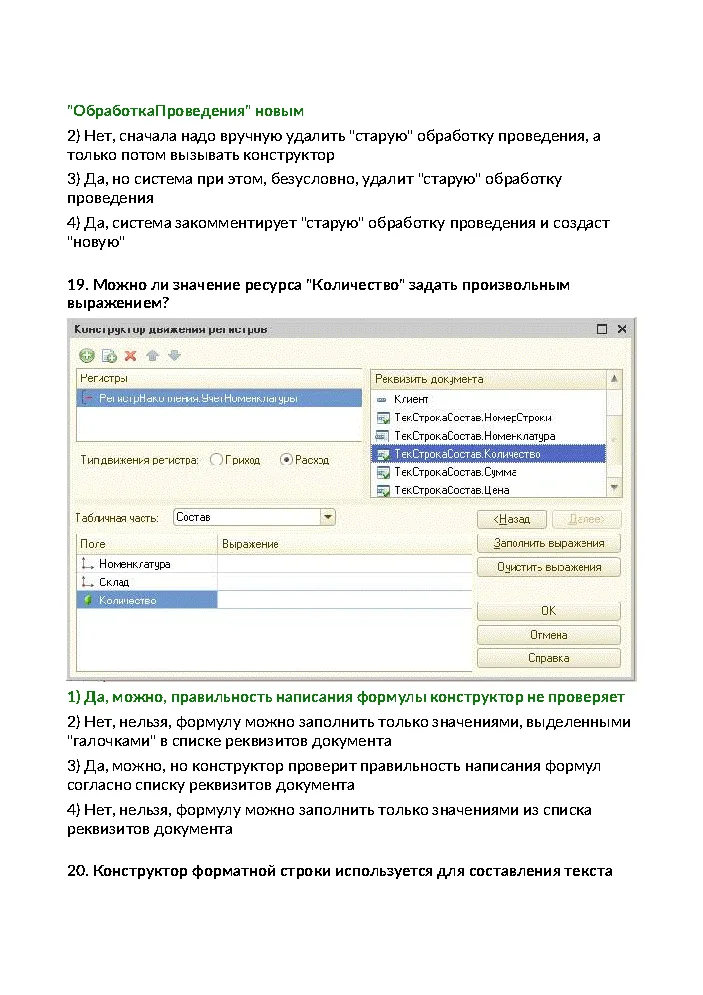 "ОбработкаПроведения" новым
2) Нет, сначала надо вручную удалить "старую" обработку проведения, а
только потом вызывать конструктор
3) Да, но система при этом, безусловно, удалит "старую" обработку
проведения
4) Да, система закомментирует "старую" обработку проведения и создаст
"новую"
19. Можно ли значение ресурса "Количество" задать произвольным
выражением?
Конструктор движения регистров
Регистры
РегистрНакопления.УчетНоменклатуры
Тип движения регистра: Приход Расход
Реквизиты документа
Клиент
ТекСтрокаСостав.НомерСтроки
ТекСтрокаСостав.Номенклатура
ТекСтрокаСостав.Количество
ТекСтрокаСостав.Сумма
ТекСтрокаСостав.Цена
Табличная часть: Состав
<Назад Далее>
Поле Выражение
Номенклатура
Склад
Количество
Заполнить выражения
Очистить выражения
ОК
Отмена
Справка
1) Да, можно, правильность написания формулы конструктор не проверяет
2) Нет, нельзя, формулу можно заполнить только значениями, выделенными
"галочками" в списке реквизитов документа
3) Да, можно, но конструктор проверит правильность написания формул
согласно списку реквизитов документа
4) Нет, нельзя, формулу можно заполнить только значениями из списка
реквизитов документа
20. Конструктор форматной строки используется для составления текста